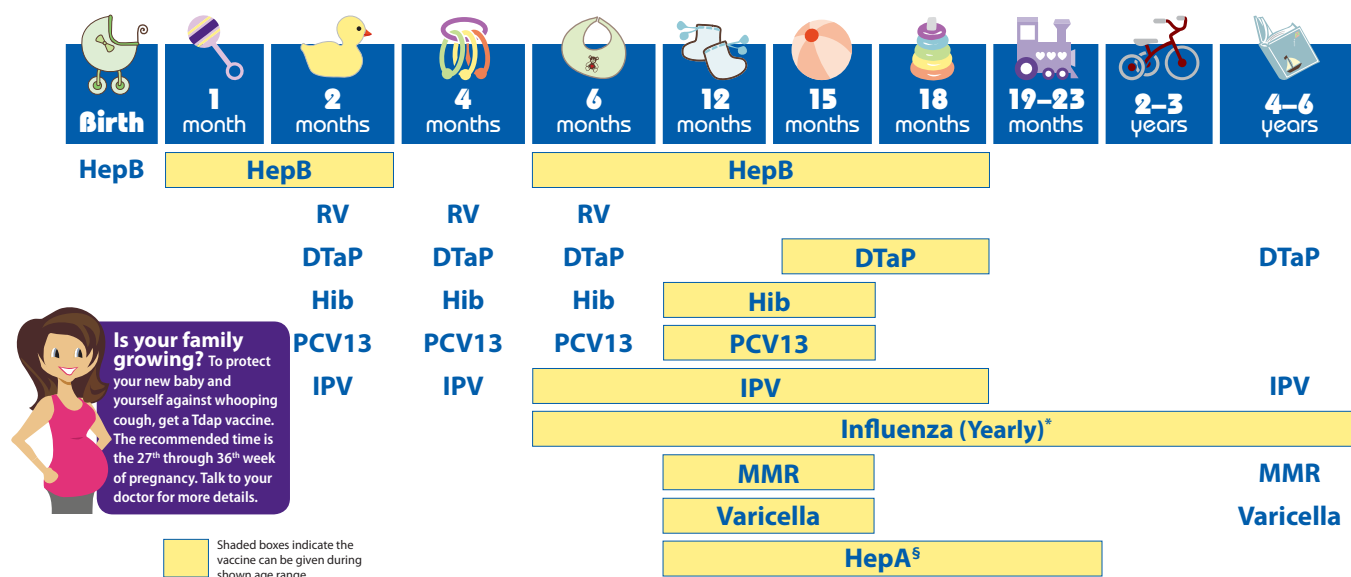 Birth
1
month
2
months
4
months
6
months
12
months
15
months
18
months
19–23
months
2–3
years
4–6
years
HepB HepB HepB
RV RV RV
DTaP DTaP DTaP DTaP DTaP
Hib Hib Hib Hib
PCV13 PCV13 PCV13 PCV13
IPV IPV IPV IPV
Influenza (Yearly)*
MMR MMR
Varicella Varicella
HepA§
Is your family
growing? To protect
your new baby and
yourself against whooping
cough, get a Tdap vaccine.
The recommended time is
the 27th through 36th week
of pregnancy. Talk to your
doctor for more details.
Shaded boxes indicate the
vaccine can be given during
shown age range